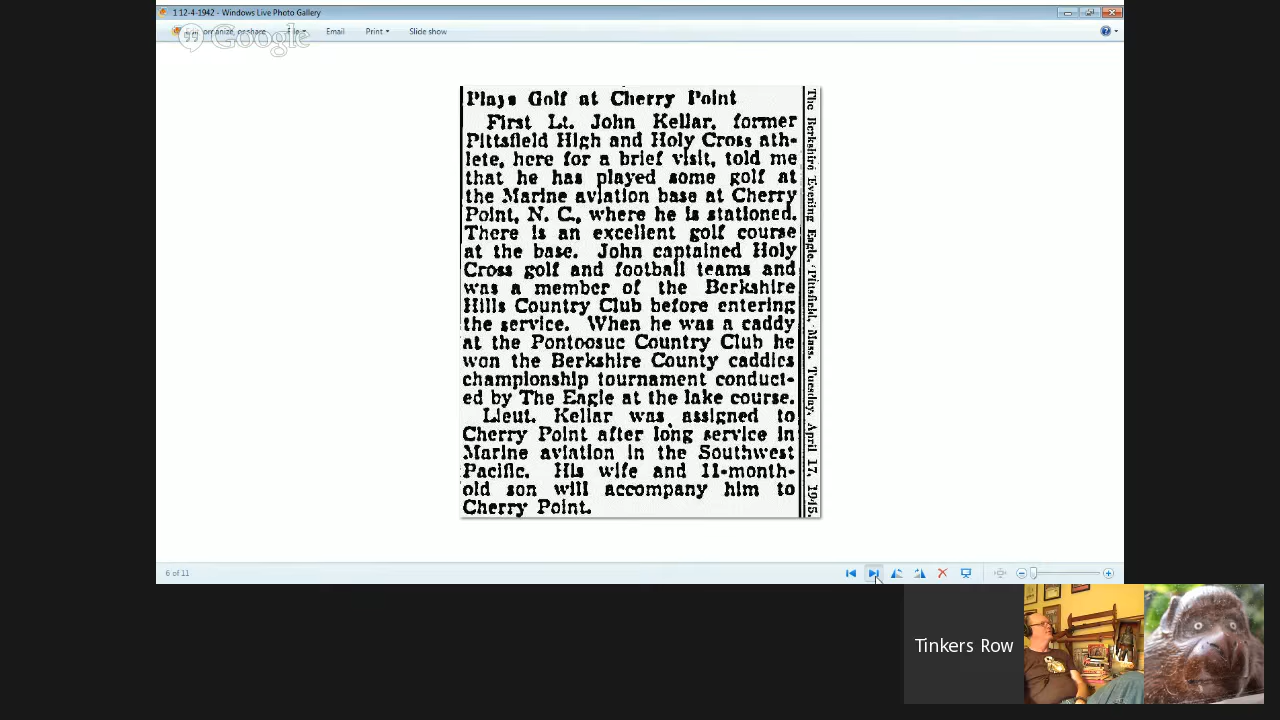 1 12-4-1942 - Windows Live Photo Gallery
Google
organize, or share
Email
Print
Slide show
Plays Golf at Cherry Point
First Lt. John Kellar, former
Pittsfield High and Holy Cross ath-
lete, here for a brief visit, told me
that he has played some golf at
the Marine aviation base at Cherry
Point, N. C., where he is stationed.
There is an excellent golf course
at the base. John captained Holy
Cross golf and football teams and
was a member of the Berkshire
Hills Country Club before entering
the service. When he was a caddy
at the Pontoosuc Country Club he
won the Berkshire County caddies
championship tournament conduct-
ed by The Eagle at the lake course.
Lieut. Kellar was assigned to
Cherry Point after long service in
Marine aviation in the Southwest
Pacific. His wife and 11-month-
old son will accompany him to
Cherry Point.
The Berkshire Evening Eagle, Pittsfield, Mass. Tuesday, April 17, 1945.
6 of 11
Tinkers Row